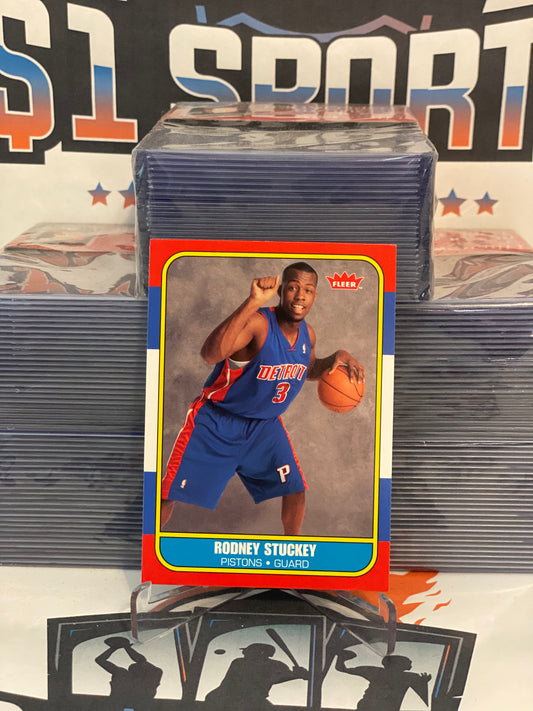 $1 SPORT
FLEER
DETROIT
3
P
RODNEY STUCKEY
PISTONS • GUARD